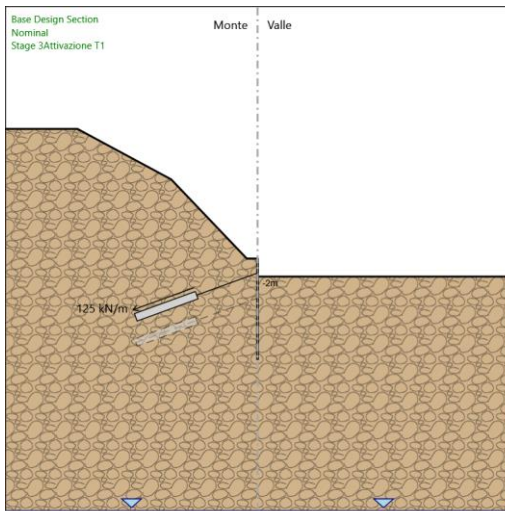 Base Design Section
Nominal
Stage 3Attivazione T1
Monte Valle
-2m
125 kN/m